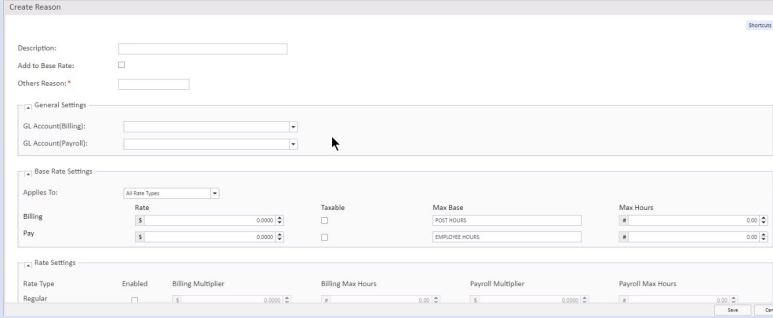 Create Reason
Shortcuts
Description:
Add to Base Rate:
Others Reason:*
General Settings
GL Account(Billing):
GL Account(Payroll):
Base Rate Settings
Applies To: All Rate Types
Rate Taxable Max Base Max Hours
Billing $ 0.0000 POST HOURS # 0.00
Pay $ 0.0000 EMPLOYEE HOURS # 0.00
Rate Settings
Rate Type Enabled Billing Multiplier Billing Max Hours Payroll Multiplier Payroll Max Hours
Regular $ 0.0000 # 0.00 $ 0.0000 # 0.00
Save Can